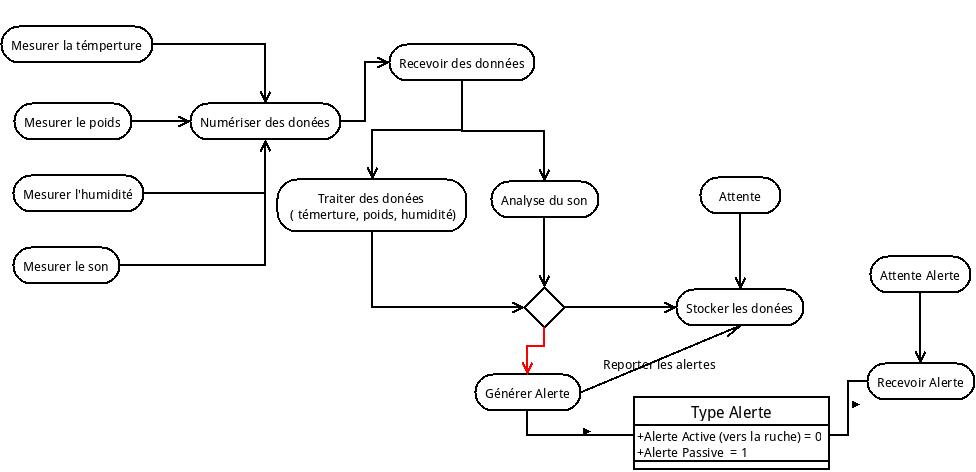 Mesurer la témperture
Recevoir des données
Mesurer le poids
Numériser des donées
Mesurer l'humidité
Traiter des donées
( témerture, poids, humidité)
Analyse du son
Attente
Mesurer le son
Attente Alerte
Stocker les données
Reporter les alertes
Générer Alerte
Recevoir Alerte
Type Alerte
+Alerte Active (vers la ruche) = 0
+Alerte Passive = 1